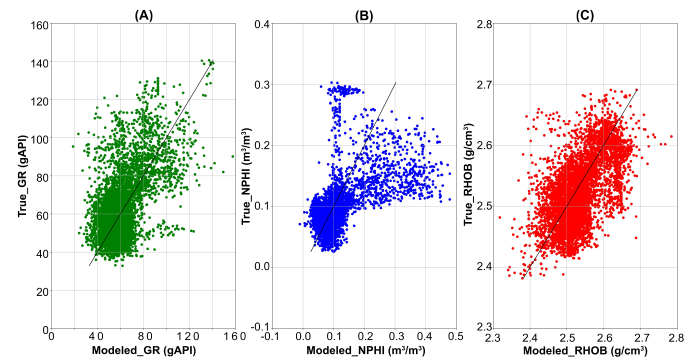 (A) (B) (C)
160 0.4 2.8
140
120 0.3 2.7
100 0.2 2.6
80
60 0.1 2.5
40 0.0 2.4
20
0 -0.1 2.3
0 40 80 120 160 -0.1 0.0 0.1 0.2 0.3 0.4 0.5 2.3 2.4 2.5 2.6 2.7 2.8
Modeled_GR (gAPI) Modeled_NPHI (m³/m³) Modeled_RHOB (g/cm³)
True_GR (gAPI)
True_NPHI (m³/m³)
True_RHOB (g/cm³)